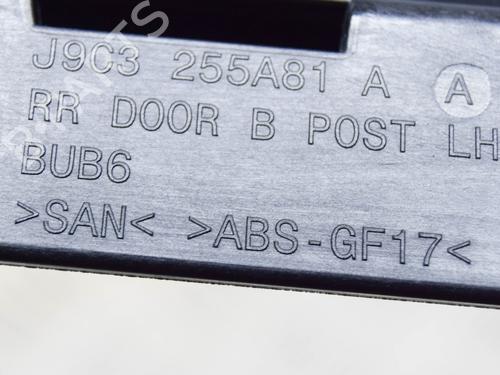 J9C3 255A81 A A
RR DOOR B POST LH
BUB6
>SAN< >ABS-GF17<